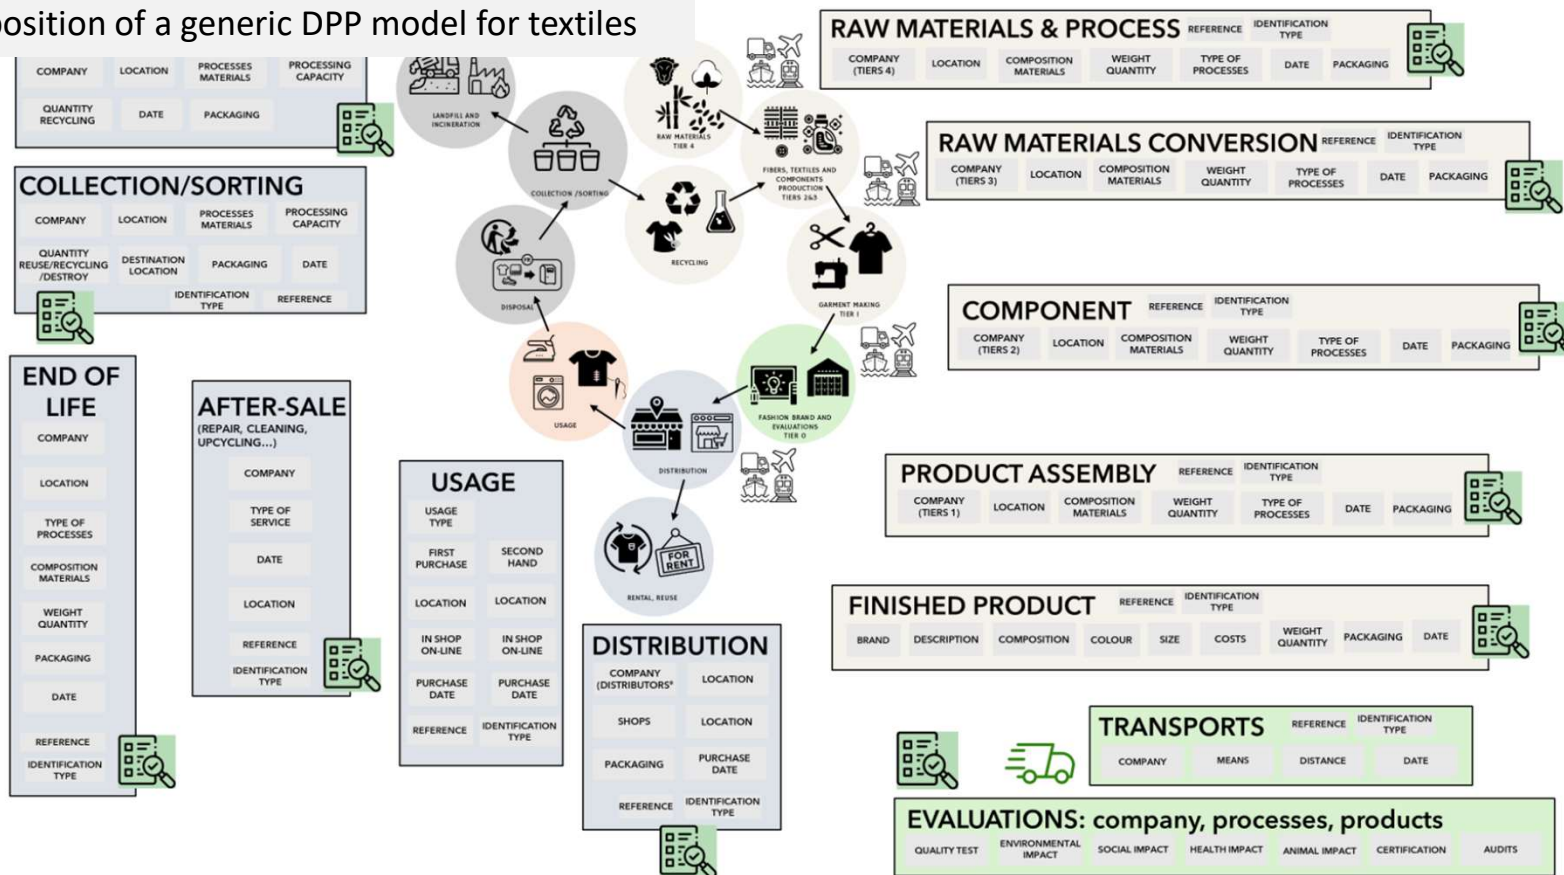 position of a generic DPP model for textiles
COMPANY
LOCATION
PROCESSES
MATERIALS
PROCESSING
CAPACITY
QUANTITY
RECYCLING
DATE
PACKAGING
COLLECTION/SORTING
COMPANY
LOCATION
PROCESSES
MATERIALS
PROCESSING
CAPACITY
QUANTITY
REUSE/RECYCLING
/DESTROY
DESTINATION
LOCATION
PACKAGING
DATE
IDENTIFICATION
TYPE
REFERENCE
END OF
LIFE
COMPANY
LOCATION
TYPE OF
PROCESSES
COMPOSITION
MATERIALS
WEIGHT
QUANTITY
PACKAGING
DATE
REFERENCE
IDENTIFICATION
TYPE
AFTER-SALE
(REPAIR, CLEANING,
UPCYCLING...)
COMPANY
TYPE OF
SERVICE
DATE
LOCATION
REFERENCE
IDENTIFICATION
TYPE
USAGE
USAGE
TYPE
FIRST
PURCHASE
SECOND
HAND
LOCATION
LOCATION
IN SHOP
ON-LINE
IN SHOP
ON-LINE
PURCHASE
DATE
PURCHASE
DATE
REFERENCE
IDENTIFICATION
TYPE
DISTRIBUTION
COMPANY
(DISTRIBUTORS*
LOCATION
SHOPS
LOCATION
PACKAGING
PURCHASE
DATE
REFERENCE
IDENTIFICATION
TYPE
LANDFILL AND
INCINERATION
COLLECTION /SORTING
DISPOSAL
USAGE
DISTRIBUTION
FOR
RENT
RENTAL, REUSE
RAW MATERIALS
TIER 4
FIBERS, TEXTILES AND
COMPONENTS
PRODUCTION
TIERS 2&3
RECYCLING
GARMENT MAKING
TIER 1
FASHION BRAND AND
EVALUATIONS
TIER 0
RAW MATERIALS & PROCESS
REFERENCE
IDENTIFICATION
TYPE
COMPANY
(TIERS 4)
LOCATION
COMPOSITION
MATERIALS
WEIGHT
QUANTITY
TYPE OF
PROCESSES
DATE
PACKAGING
RAW MATERIALS CONVERSION
REFERENCE
IDENTIFICATION
TYPE
COMPANY
(TIERS 3)
LOCATION
COMPOSITION
MATERIALS
WEIGHT
QUANTITY
TYPE OF
PROCESSES
DATE
PACKAGING
COMPONENT
REFERENCE
IDENTIFICATION
TYPE
COMPANY
(TIERS 2)
LOCATION
COMPOSITION
MATERIALS
WEIGHT
QUANTITY
TYPE OF
PROCESSES
DATE
PACKAGING
PRODUCT ASSEMBLY
REFERENCE
IDENTIFICATION
TYPE
COMPANY
(TIERS 1)
LOCATION
COMPOSITION
MATERIALS
WEIGHT
QUANTITY
TYPE OF
PROCESSES
DATE
PACKAGING
FINISHED PRODUCT
REFERENCE
IDENTIFICATION
TYPE
BRAND
DESCRIPTION
COMPOSITION
COLOUR
SIZE
COSTS
WEIGHT
QUANTITY
PACKAGING
DATE
TRANSPORTS
REFERENCE
IDENTIFICATION
TYPE
COMPANY
MEANS
DISTANCE
DATE
EVALUATIONS: company, processes, products
QUALITY TEST
ENVIRONMENTAL
IMPACT
SOCIAL IMPACT
HEALTH IMPACT
ANIMAL IMPACT
CERTIFICATION
AUDITS